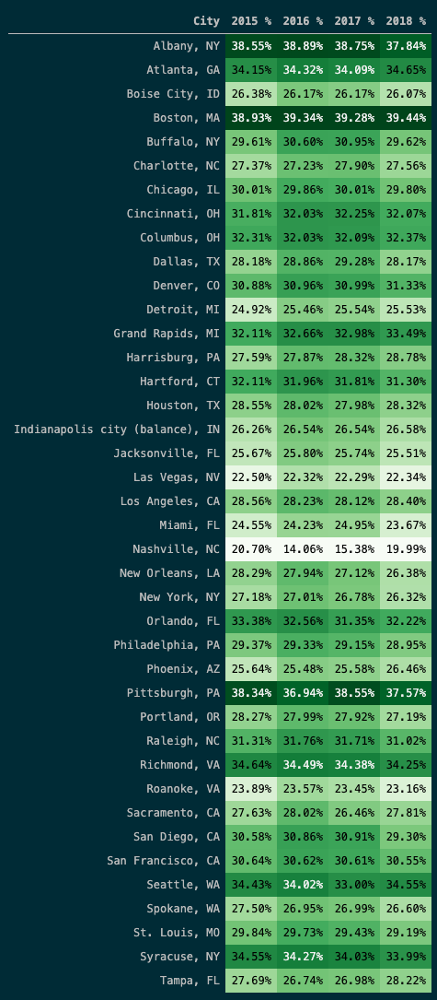 City 2015 % 2016 % 2017 % 2018 %
Albany, NY 38.55% 38.89% 38.75% 37.84%
Atlanta, GA 34.15% 34.32% 34.09% 34.65%
Boise City, ID 26.38% 26.17% 26.17% 26.07%
Boston, MA 38.93% 39.34% 39.28% 39.44%
Buffalo, NY 29.61% 30.60% 30.95% 29.62%
Charlotte, NC 27.37% 27.23% 27.90% 27.56%
Chicago, IL 30.01% 29.86% 30.01% 29.80%
Cincinnati, OH 31.81% 32.03% 32.25% 32.07%
Columbus, OH 32.31% 32.03% 32.09% 32.37%
Dallas, TX 28.18% 28.86% 29.28% 28.17%
Denver, CO 30.88% 30.96% 30.99% 31.33%
Detroit, MI 24.92% 25.46% 25.54% 25.53%
Grand Rapids, MI 32.11% 32.66% 32.98% 33.49%
Harrisburg, PA 27.59% 27.87% 28.32% 28.78%
Hartford, CT 32.11% 31.96% 31.81% 31.30%
Houston, TX 28.55% 28.02% 27.98% 28.32%
Indianapolis city (balance), IN 26.26% 26.54% 26.54% 26.58%
Jacksonville, FL 25.67% 25.80% 25.74% 25.51%
Las Vegas, NV 22.50% 22.32% 22.29% 22.34%
Los Angeles, CA 28.56% 28.23% 28.12% 28.40%
Miami, FL 24.55% 24.23% 24.95% 23.67%
Nashville, NC 20.70% 14.06% 15.38% 19.99%
New Orleans, LA 28.29% 27.94% 27.12% 26.38%
New York, NY 27.18% 27.01% 26.78% 26.32%
Orlando, FL 33.38% 32.56% 31.35% 32.22%
Philadelphia, PA 29.37% 29.33% 29.15% 28.95%
Phoenix, AZ 25.64% 25.48% 25.58% 26.46%
Pittsburgh, PA 38.34% 36.94% 38.55% 37.57%
Portland, OR 28.27% 27.99% 27.92% 27.19%
Raleigh, NC 31.31% 31.76% 31.71% 31.02%
Richmond, VA 34.64% 34.49% 34.38% 34.25%
Roanoke, VA 23.89% 23.57% 23.45% 23.16%
Sacramento, CA 27.63% 28.02% 26.46% 27.81%
San Diego, CA 30.58% 30.86% 30.91% 29.30%
San Francisco, CA 30.64% 30.62% 30.61% 30.55%
Seattle, WA 34.43% 34.02% 33.00% 34.55%
Spokane, WA 27.50% 26.95% 26.99% 26.60%
St. Louis, MO 29.84% 29.73% 29.43% 29.19%
Syracuse, NY 34.55% 34.27% 34.03% 33.99%
Tampa, FL 27.69% 26.74% 26.98% 28.22%